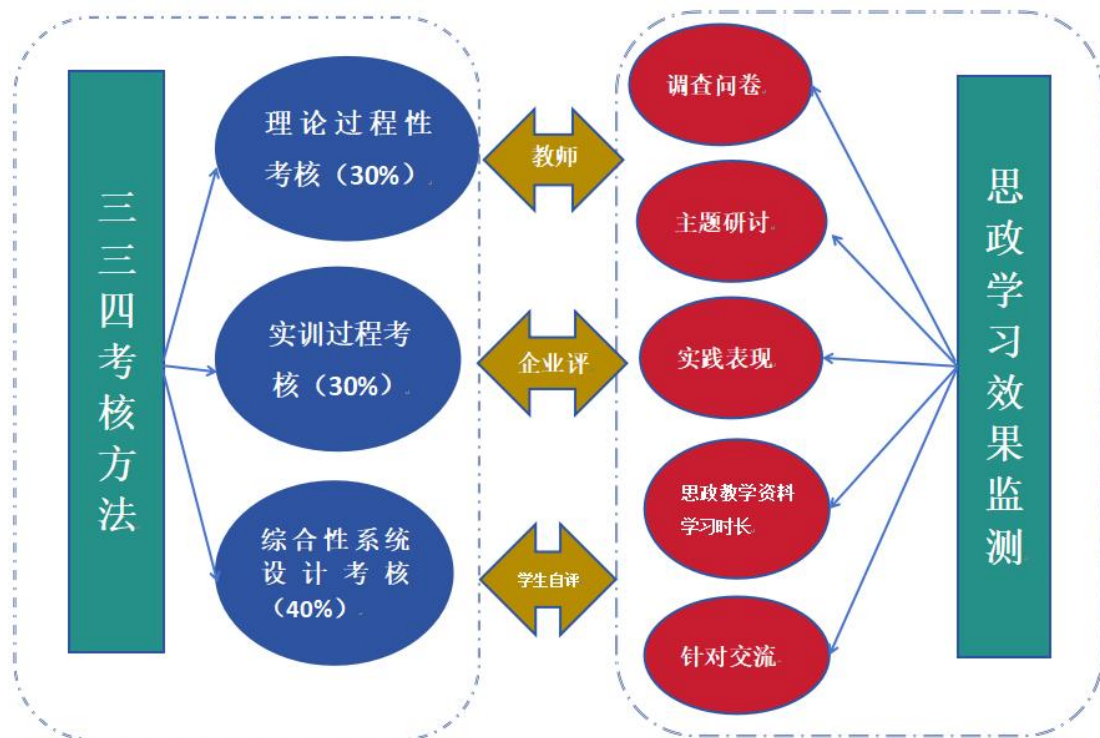 三三四考核方法
理论过程性
考核（30%）
实训过程考
核（30%）
综合性系统
设计考核
（40%）
教师
企业评
学生自评
调查问卷
主题研讨
实践表现
思政教学资料
学习时长
针对交流
思政学习效果监测